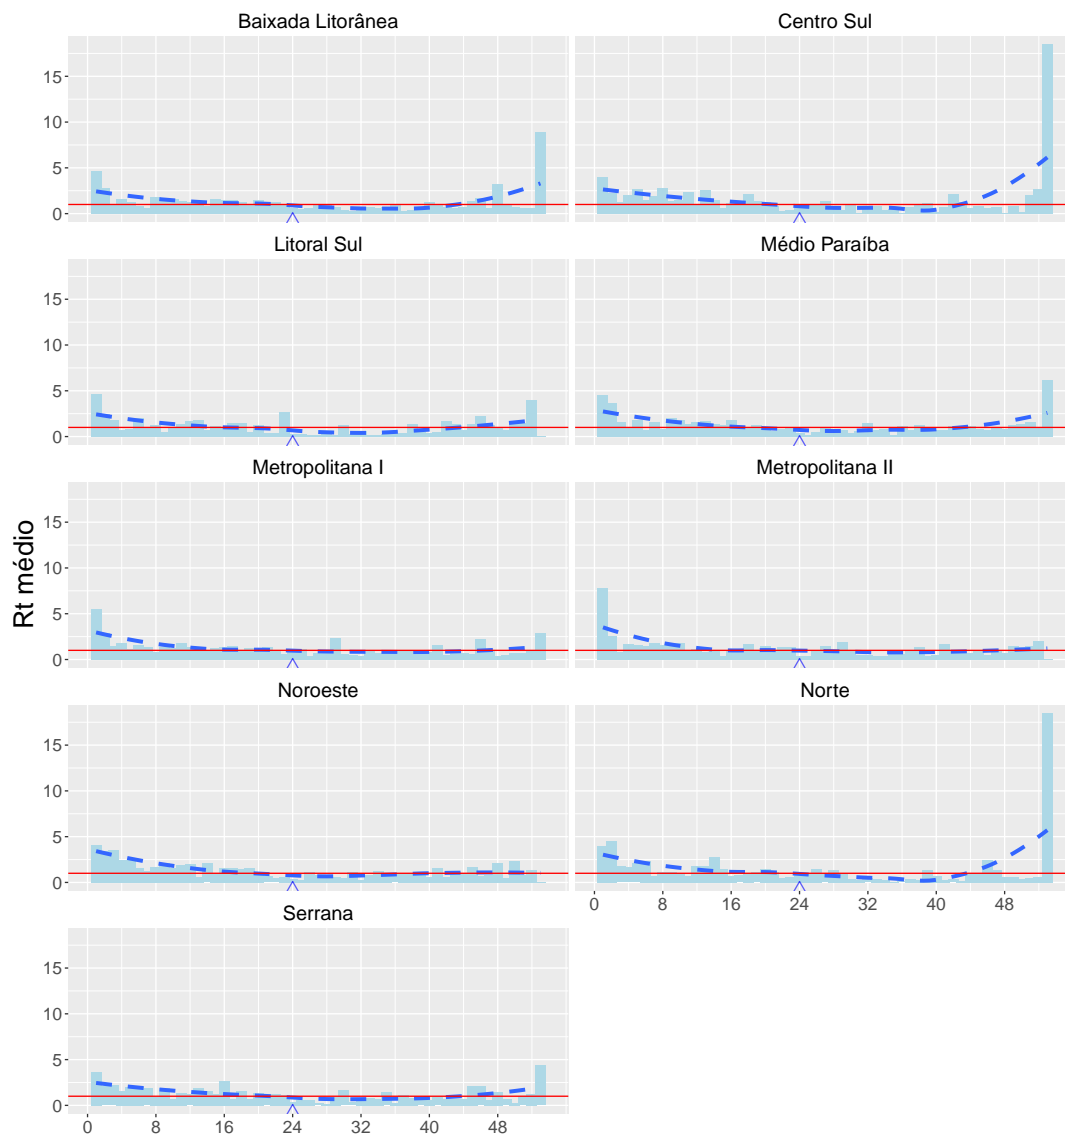 Baixada Litorânea
Centro Sul
15
10
5
0
Litoral Sul
Médio Paraíba
15
10
5
0
Metropolitana I
Metropolitana II
15
10
5
0
Rt médio
Noroeste
Norte
15
10
5
0
0 8 16 24 32 40 48
Serrana
15
10
5
0
0 8 16 24 32 40 48